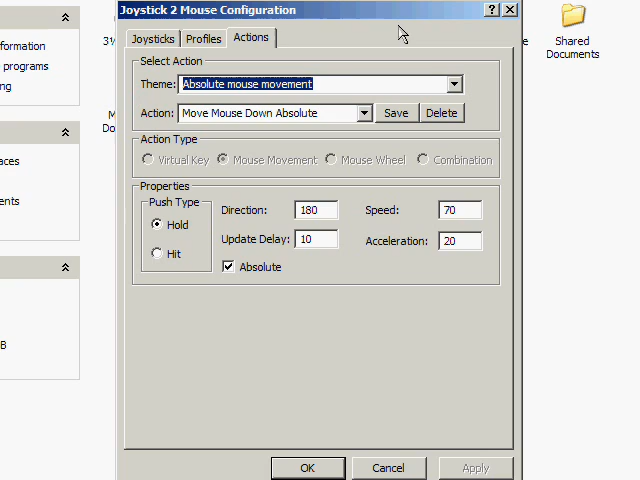 Joystick 2 Mouse Configuration
Joysticks Profiles Actions
Select Action
Theme: Absolute mouse movement
Action: Move Mouse Down Absolute Save Delete
Action Type
Virtual Key Mouse Movement Mouse Wheel Combination
Properties
Push Type
Hold
Hit
Direction: 180 Speed: 70
Update Delay: 10 Acceleration: 20
Absolute
OK Cancel Apply
Shared
Documents
formation
programs
ng
aces
ents
B
31
M
Do
e